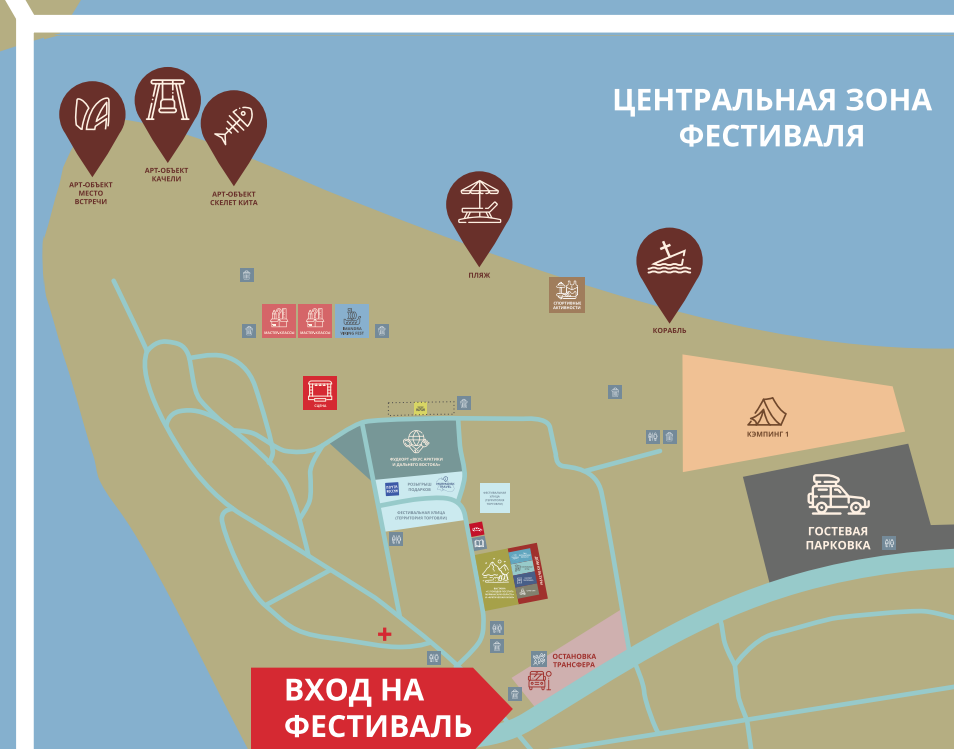 ЦЕНТРАЛЬНАЯ ЗОНА
ФЕСТИВАЛЯ
АРТ-ОБЪЕКТ
МЕСТО
ВСТРЕЧИ
АРТ-ОБЪЕКТ
КАЧЕЛИ
АРТ-ОБЪЕКТ
СКЕЛЕТ КИТА
ПЛЯЖ
СПОРТИВНЫЕ
АКТИВНОСТИ
КОРАБЛЬ
МАСТЕР-КЛАССЫ
МАСТЕР-КЛАССЫ
СЦЕНА
КЭМПИНГ 1
ФУДКОРТ «ВКУС АРКТИКИ
И ДАЛЬНЕГО ВОСТОКА»
РОЗЫГРЫШ
ПОДАРКОВ
ФЕСТИВАЛЬНАЯ УЛИЦА
(ТЕРРИТОРИЯ ТОРГОВЛИ)
ГОСТЕВАЯ
ПАРКОВКА
ОСТАНОВКА
ТРАНСФЕРА
ВХОД НА
ФЕСТИВАЛЬ